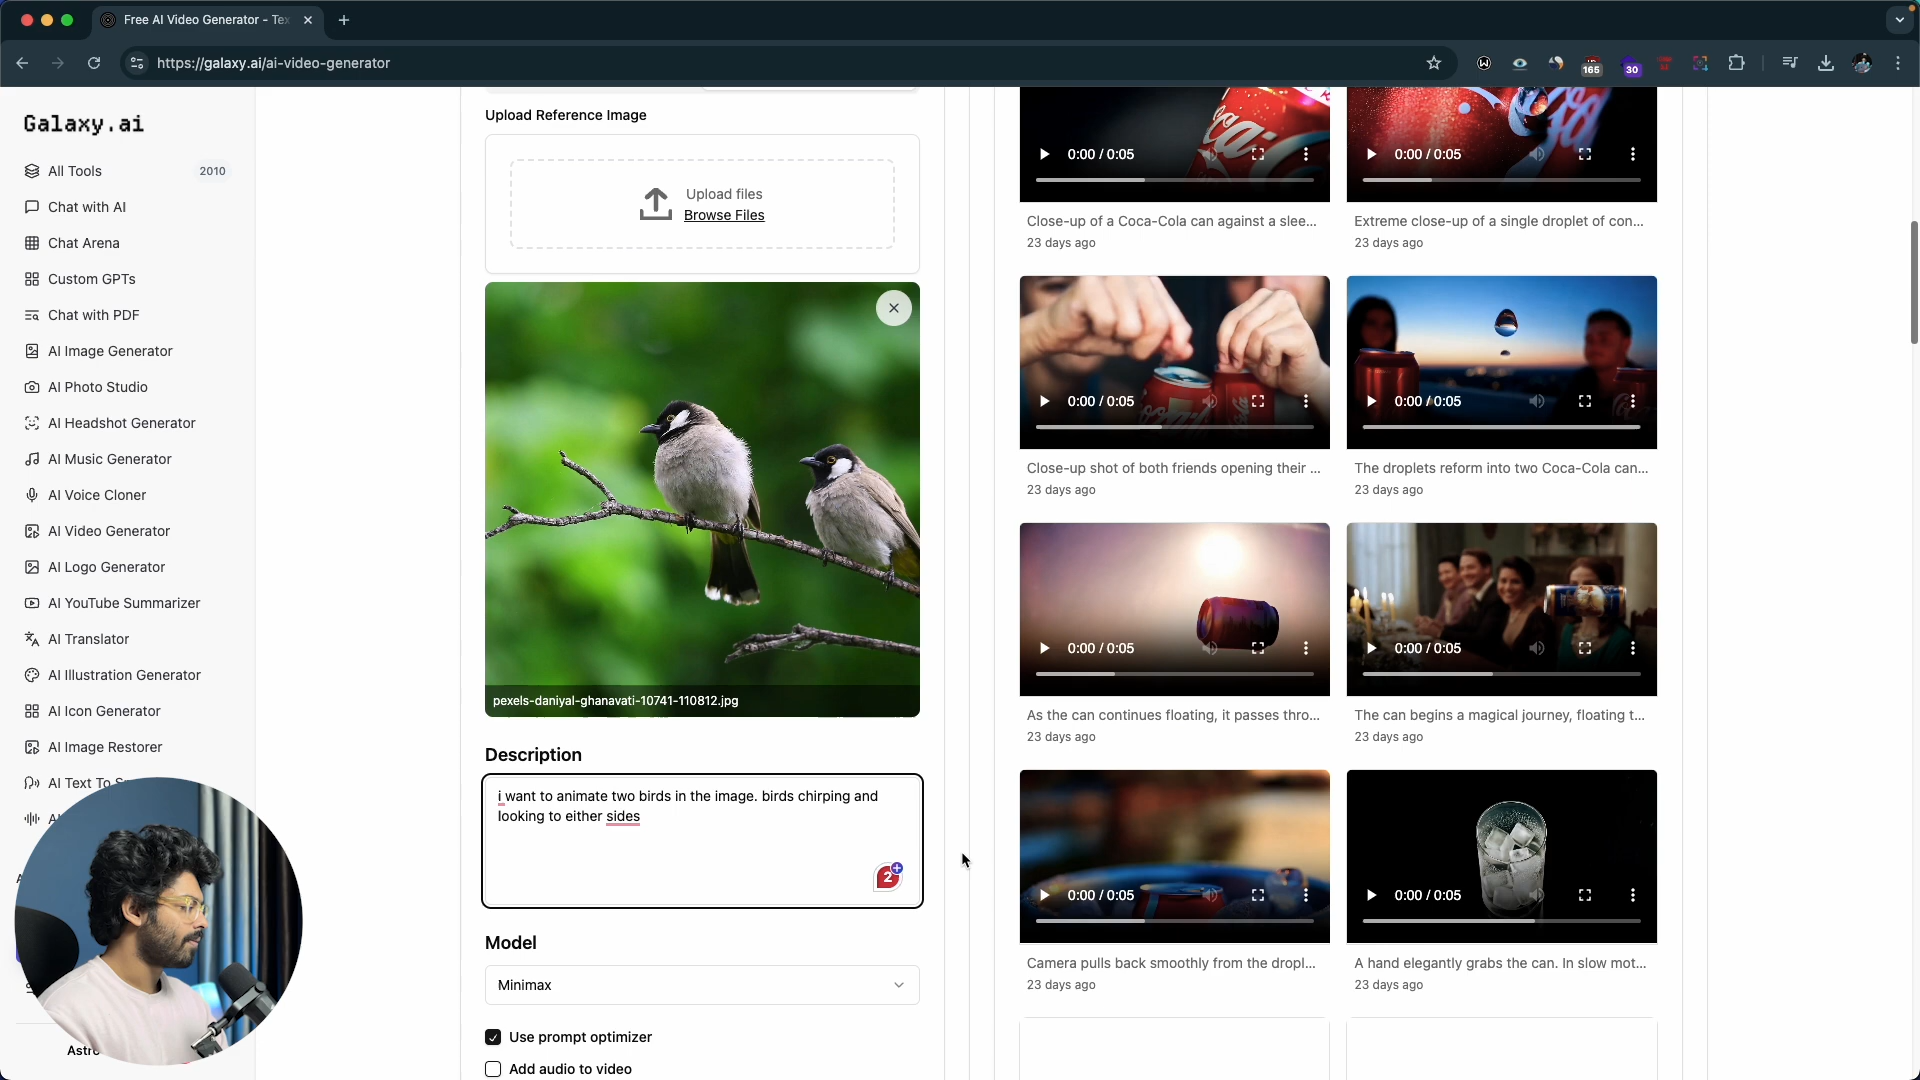 Free AI Video Generator - Tex
https://galaxy.ai/ai-video-generator
165
30
Galaxy.ai
All Tools
2010
Chat with AI
Chat Arena
Custom GPTs
Chat with PDF
AI Image Generator
AI Photo Studio
AI Headshot Generator
AI Music Generator
AI Voice Cloner
AI Video Generator
AI Logo Generator
AI YouTube Summarizer
AI Translator
AI Illustration Generator
AI Icon Generator
AI Image Restorer
AI Text To
Upload Reference Image
Upload files
Browse Files
pexels-daniyal-ghanavati-10741-110812.jpg
Description
i want to animate two birds in the image. birds chirping and
looking to either sides
2
Model
Minimax
Use prompt optimizer
Add audio to video
0:00 / 0:05
0:00 / 0:05
Close-up of a Coca-Cola can against a slee...
Extreme close-up of a single droplet of con...
23 days ago
23 days ago
0:00 / 0:05
0:00 / 0:05
Close-up shot of both friends opening their ...
The droplets reform into two Coca-Cola can...
23 days ago
23 days ago
0:00 / 0:05
0:00 / 0:05
As the can continues floating, it passes thro...
The can begins a magical journey, floating t...
23 days ago
23 days ago
0:00 / 0:05
0:00 / 0:05
Camera pulls back smoothly from the dropl...
A hand elegantly grabs the can. In slow mot...
23 days ago
23 days ago